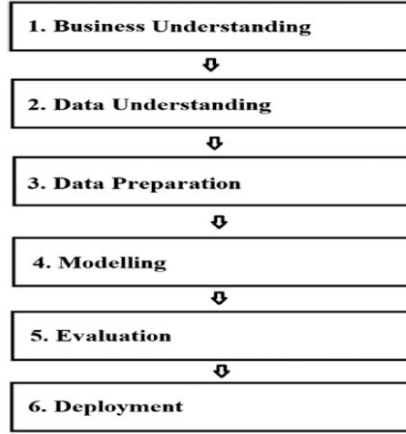 1. Business Understanding
2. Data Understanding
3. Data Preparation
4. Modelling
5. Evaluation
6. Deployment